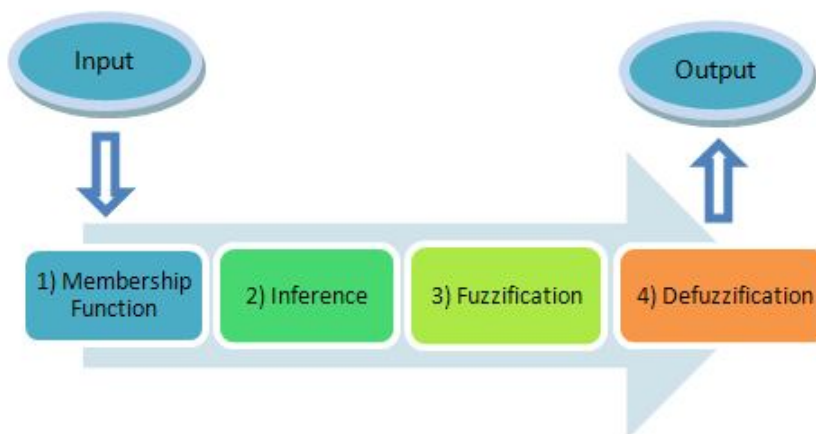 Input
Output
1) Membership
Function
2) Inference
3) Fuzzification
4) Defuzzification